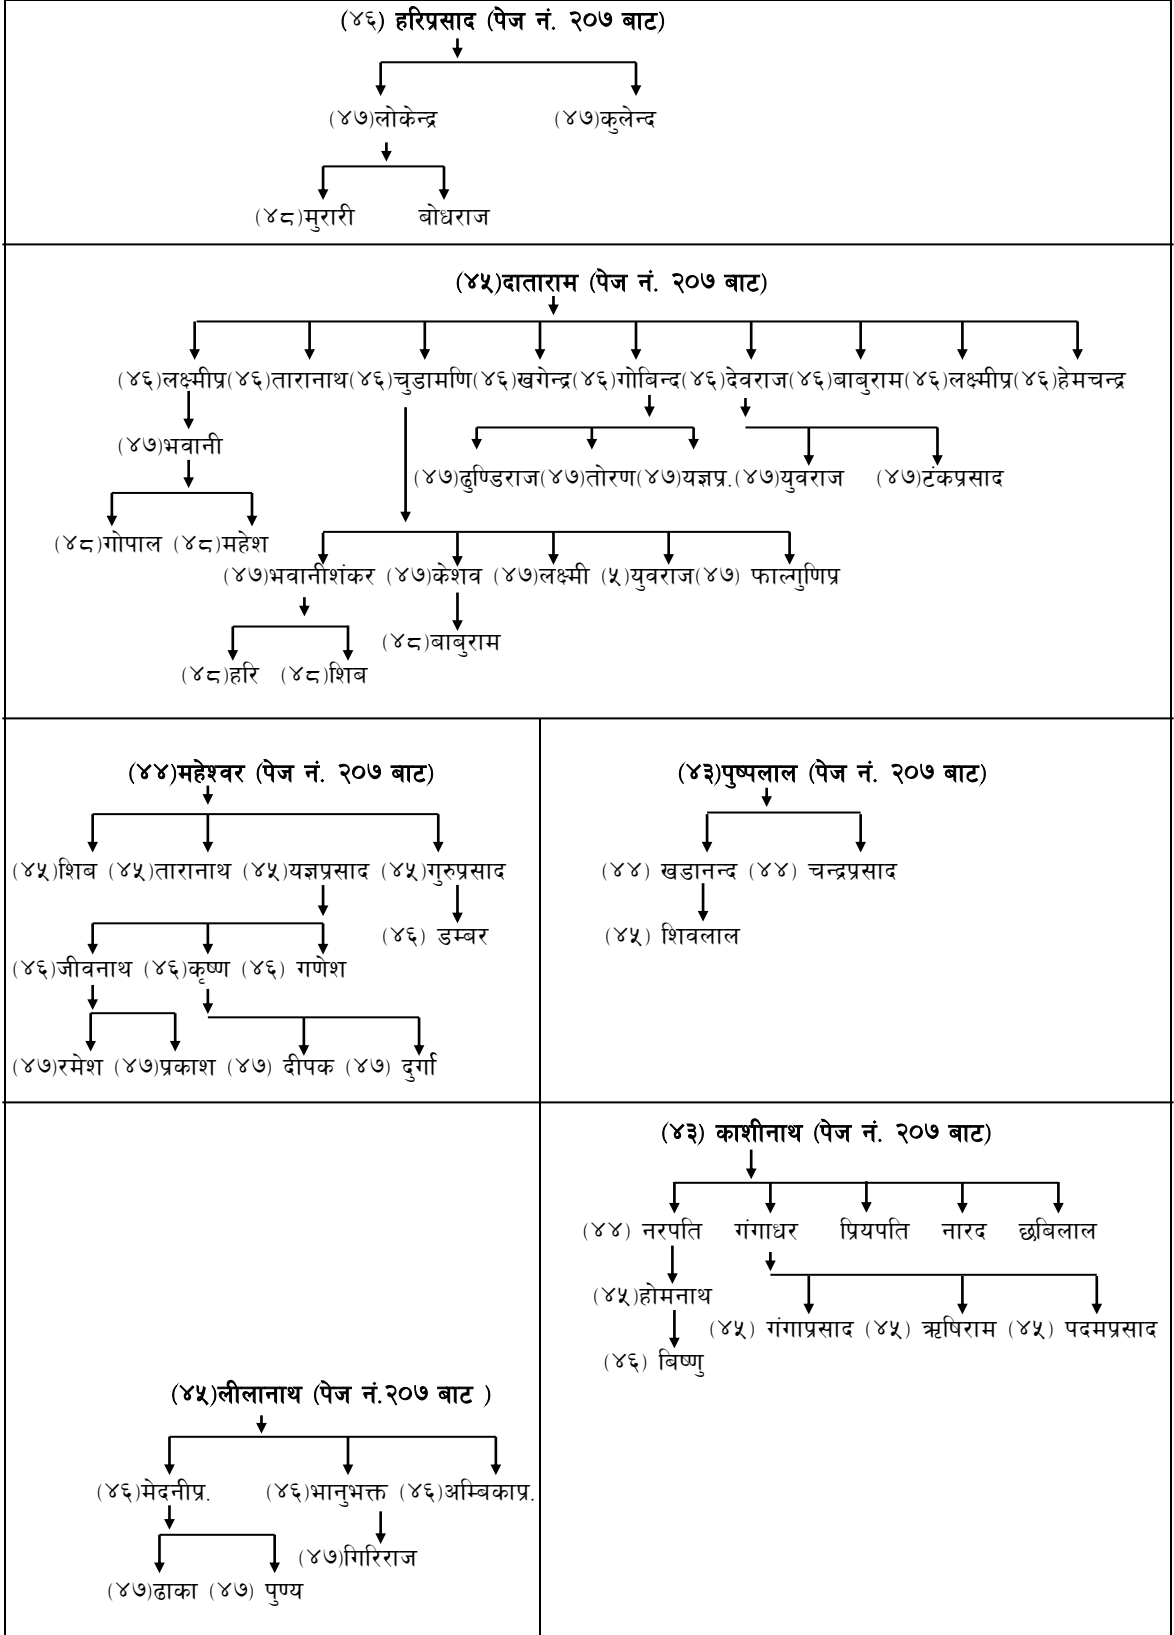 (४६) हरिप्रसाद (पेज नं. २०७ बाट)
(४७)लोकेन्द्र (४७)कुलेन्द
(४८)मुरारी बोधराज
(४५)दाताराम (पेज नं. २०७ बाट)
(४६)लक्ष्मीप्र(४६)तारानाथ(४६)चुडामणि(४६)खगेन्द्र(४६)गोबिन्द(४६)देवराज(४६)बाबुराम(४६)लक्ष्मीप्र(४६)हेमचन्द्र
(४७)भवानी
(४७)ढुण्डिराज(४७)तोरण(४७)यज्ञप्र.(४७)युवराज (४७)टंकप्रसाद
(४८)गोपाल (४८)महेश
(४७)भवानीशंकर (४७)केशव (४७)लक्ष्मी (५)युवराज(४७) फाल्गुणिप्र
(४८)बाबुराम
(४८)हरि (४८)शिब
(४४)महेश्वर (पेज नं. २०७ बाट)
(४५)शिब (४५)तारानाथ (४५)यज्ञप्रसाद (४५)गुरुप्रसाद
(४६) डम्बर
(४६)जीवनाथ (४६)कृष्ण (४६) गणेश
(४७)रमेश (४७)प्रकाश (४७) दीपक (४७) दुर्गा
(४३)पुष्पलाल (पेज नं. २०७ बाट)
(४४) खडानन्द (४४) चन्द्रप्रसाद
(४५) शिवलाल
(४३) काशीनाथ (पेज नं. २०७ बाट)
(४४) नरपति गंगाधर प्रियपति नारद छबिलाल
(४५)होमनाथ
(४५) गंगाप्रसाद (४५) ऋषिराम (४५) पदमप्रसाद
(४६) बिष्णु
(४५)लीलानाथ (पेज नं.२०७ बाट )
(४६)मेदनीप्र. (४६)भानुभक्त (४६)अम्बिकाप्र.
(४७)गिरिराज
(४७)ढाका (४७) पुण्य